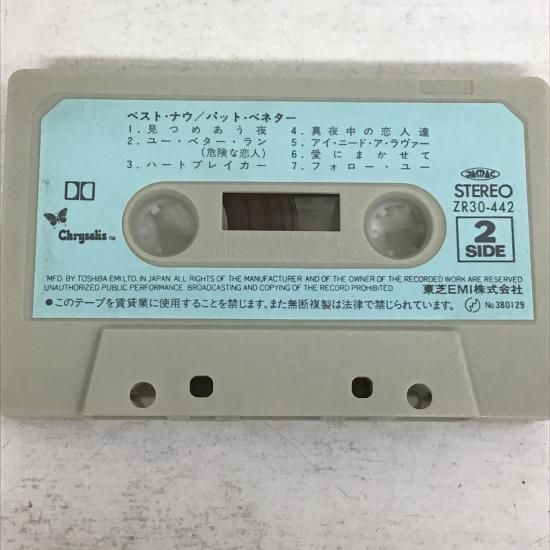 ベスト・ナウ/パット・ベネター
1. 見つめあう夜
2. ユー・ベター・ラン
(危険な恋人)
3. ハートブレイカー
4. 真夜中の恋人達
5. アイ・ニード・ア・ラヴァー
6. 愛にまかせて
7. フォロー・ユー
JASRAC
STEREO
ZR30-442
2
SIDE
Chrysalis TM
100 50 0
MFD BY TOSHIBA EMI LTD. IN JAPAN. ALL RIGHTS OF THE MANUFACTURER AND OF THE OWNER OF THE RECORDED WORK ARE RESERVED
UNAUTHORIZED PUBLIC PERFORMANCE BROADCASTING AND COPYING OF THE RECORD PROHIBITED
東芝EMI株式会社
●このテープを賃貸業に使用することを禁じます。また無断複製は法律で禁じられています。
No.380129